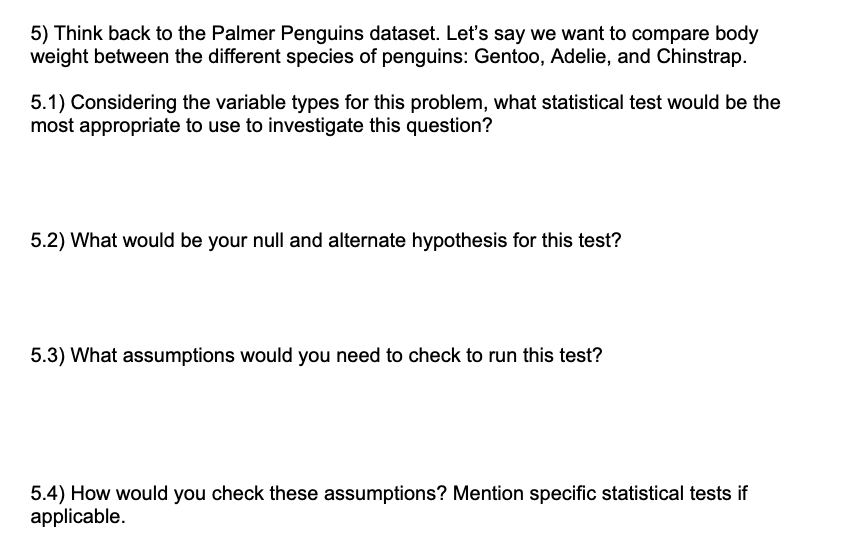 5) Think back to the Palmer Penguins dataset. Let’s say we want to compare body
weight between the different species of penguins: Gentoo, Adelie, and Chinstrap.
5.1) Considering the variable types for this problem, what statistical test would be the
most appropriate to use to investigate this question?
5.2) What would be your null and alternate hypothesis for this test?
5.3) What assumptions would you need to check to run this test?
5.4) How would you check these assumptions? Mention specific statistical tests if
applicable.